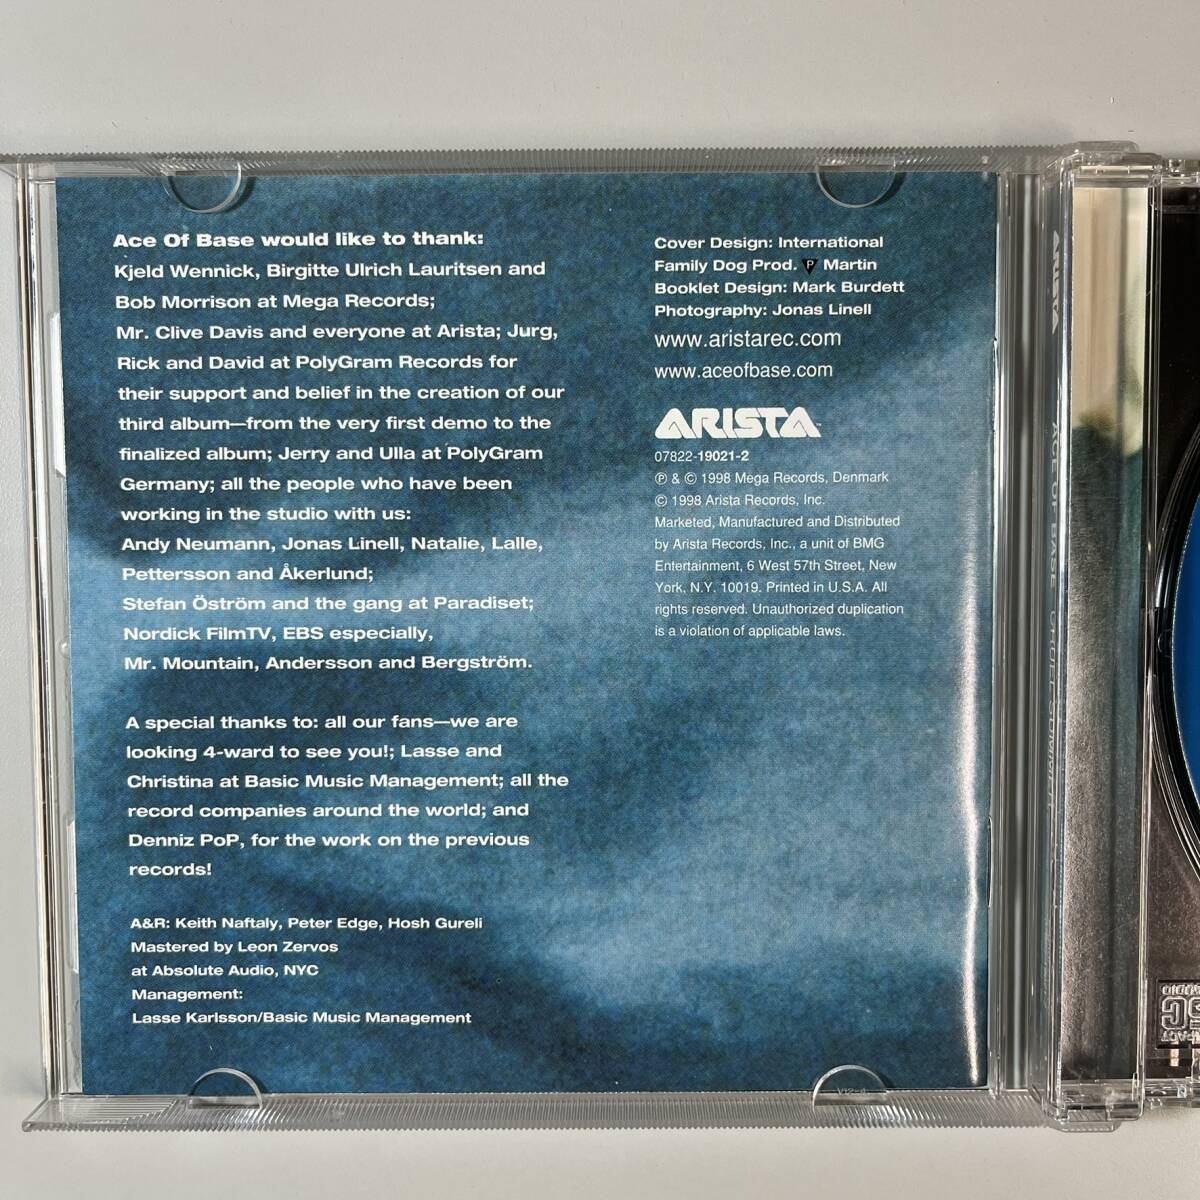 Ace Of Base would like to thank:
Kjeld Wennick, Birgitte Ulrich Lauritsen and
Bob Morrison at Mega Records;
Mr. Clive Davis and everyone at Arista; Jurg,
Rick and David at PolyGram Records for
their support and belief in the creation of our
third album—from the very first demo to the
finalized album; Jerry and Ulla at PolyGram
Germany; all the people who have been
working in the studio with us:
Andy Neumann, Jonas Linell, Natalie, Lalle,
Pettersson and Åkerlund;
Stefan Öström and the gang at Paradiset;
Nordick FilmTV, EBS especially,
Mr. Mountain, Andersson and Bergström.
A special thanks to: all our fans—we are
looking 4-ward to see you!; Lasse and
Christina at Basic Music Management; all the
record companies around the world; and
Denniz PoP, for the work on the previous
records!
A&R: Keith Naftaly, Peter Edge, Hosh Gureli
Mastered by Leon Zervos
at Absolute Audio, NYC
Management:
Lasse Karlsson/Basic Music Management
Cover Design: International
Family Dog Prod. P Martin
Booklet Design: Mark Burdett
Photography: Jonas Linell
www.aristarec.com
www.aceofbase.com
ARISTA™
07822-19021-2
℗ & © 1998 Mega Records, Denmark
© 1998 Arista Records, Inc.
Marketed, Manufactured and Distributed
by Arista Records, Inc., a unit of BMG
Entertainment, 6 West 57th Street, New
York, N.Y. 10019. Printed in U.S.A. All
rights reserved. Unauthorized duplication
is a violation of applicable laws.
ARISTA
ACE OF BASE